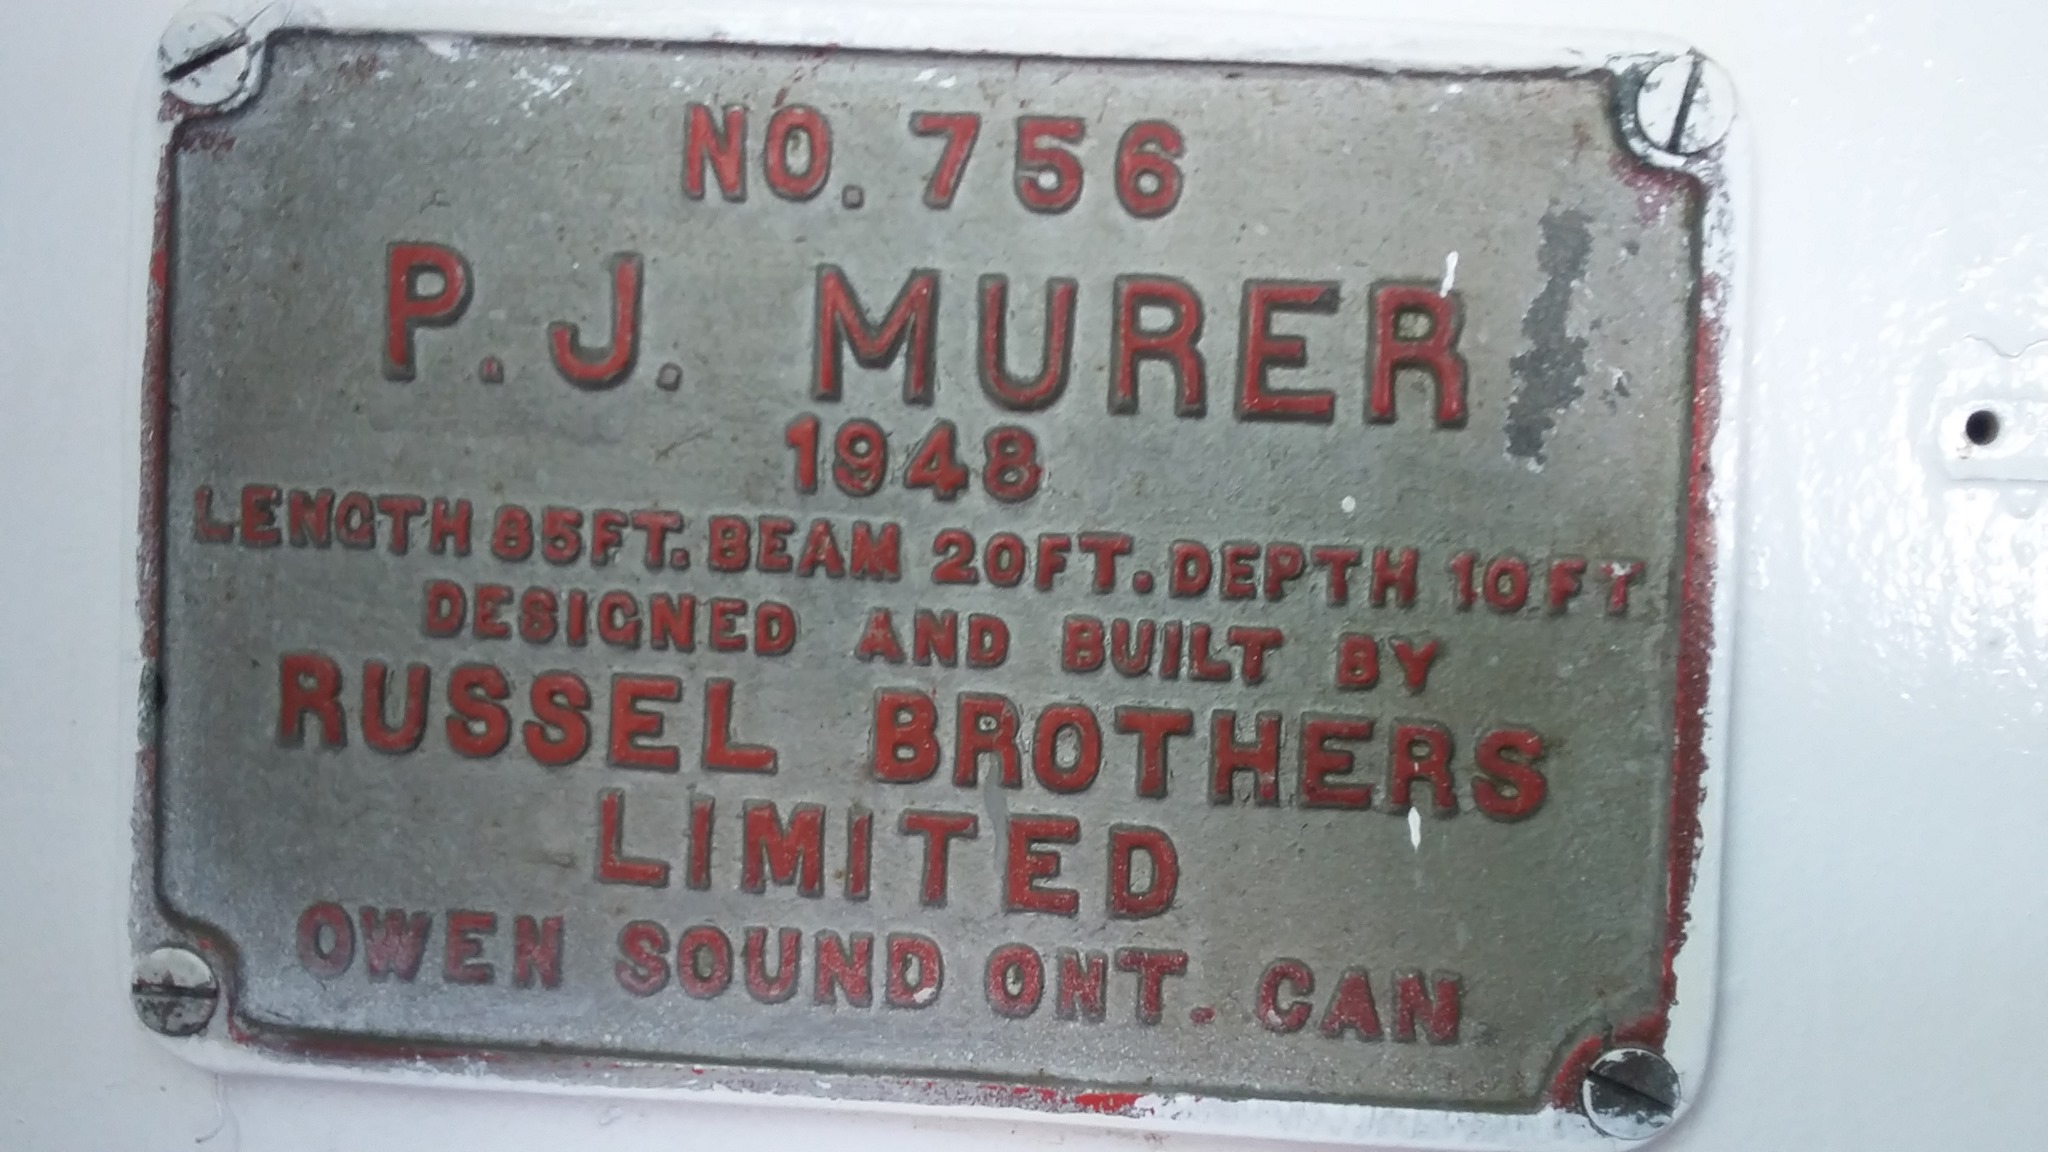 NO. 756
P.J. MURER
1948
LENGTH 85FT. BEAM 20FT. DEPTH 10FT
DESIGNED AND BUILT BY
RUSSEL BROTHERS
LIMITED
OWEN SOUND ONT. CAN